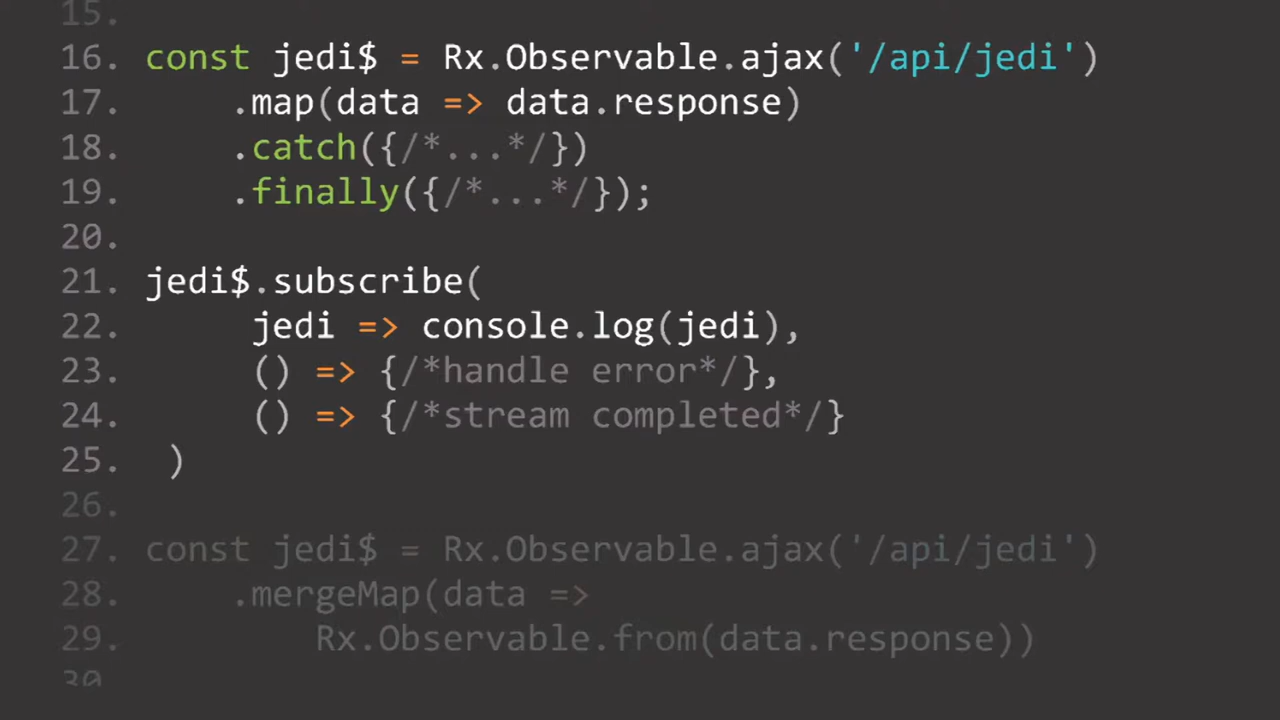 15.
16. const jedi$ = Rx.Observable.ajax('/api/jedi')
17. .map(data => data.response)
18. .catch({/*...*/})
19. .finally({/*...*/});
20.
21. jedi$.subscribe(
22. jedi => console.log(jedi),
23. () => {/*handle error*/},
24. () => {/*stream completed*/}
25. )
26.
27. const jedi$ = Rx.Observable.ajax('/api/jedi')
28. .mergeMap(data =>
29. Rx.Observable.from(data.response))
30